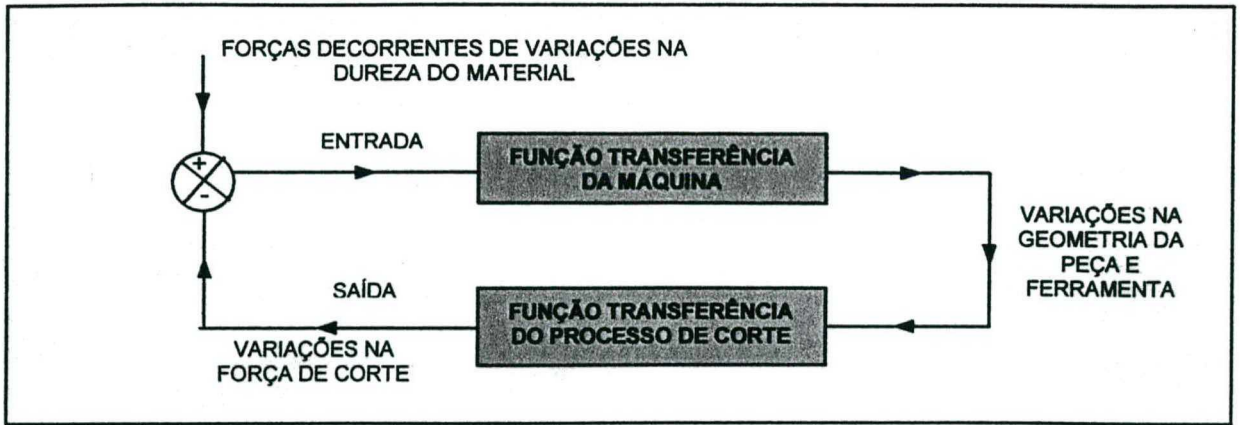 FORÇAS DECORRENTES DE VARIAÇÕES NA
DUREZA DO MATERIAL
ENTRADA
+
-
FUNÇÃO TRANSFERÊNCIA
DA MÁQUINA
VARIAÇÕES NA
GEOMETRIA DA
PEÇA E
FERRAMENTA
SAÍDA
FUNÇÃO TRANSFERÊNCIA
DO PROCESSO DE CORTE
VARIAÇÕES NA
FORÇA DE CORTE